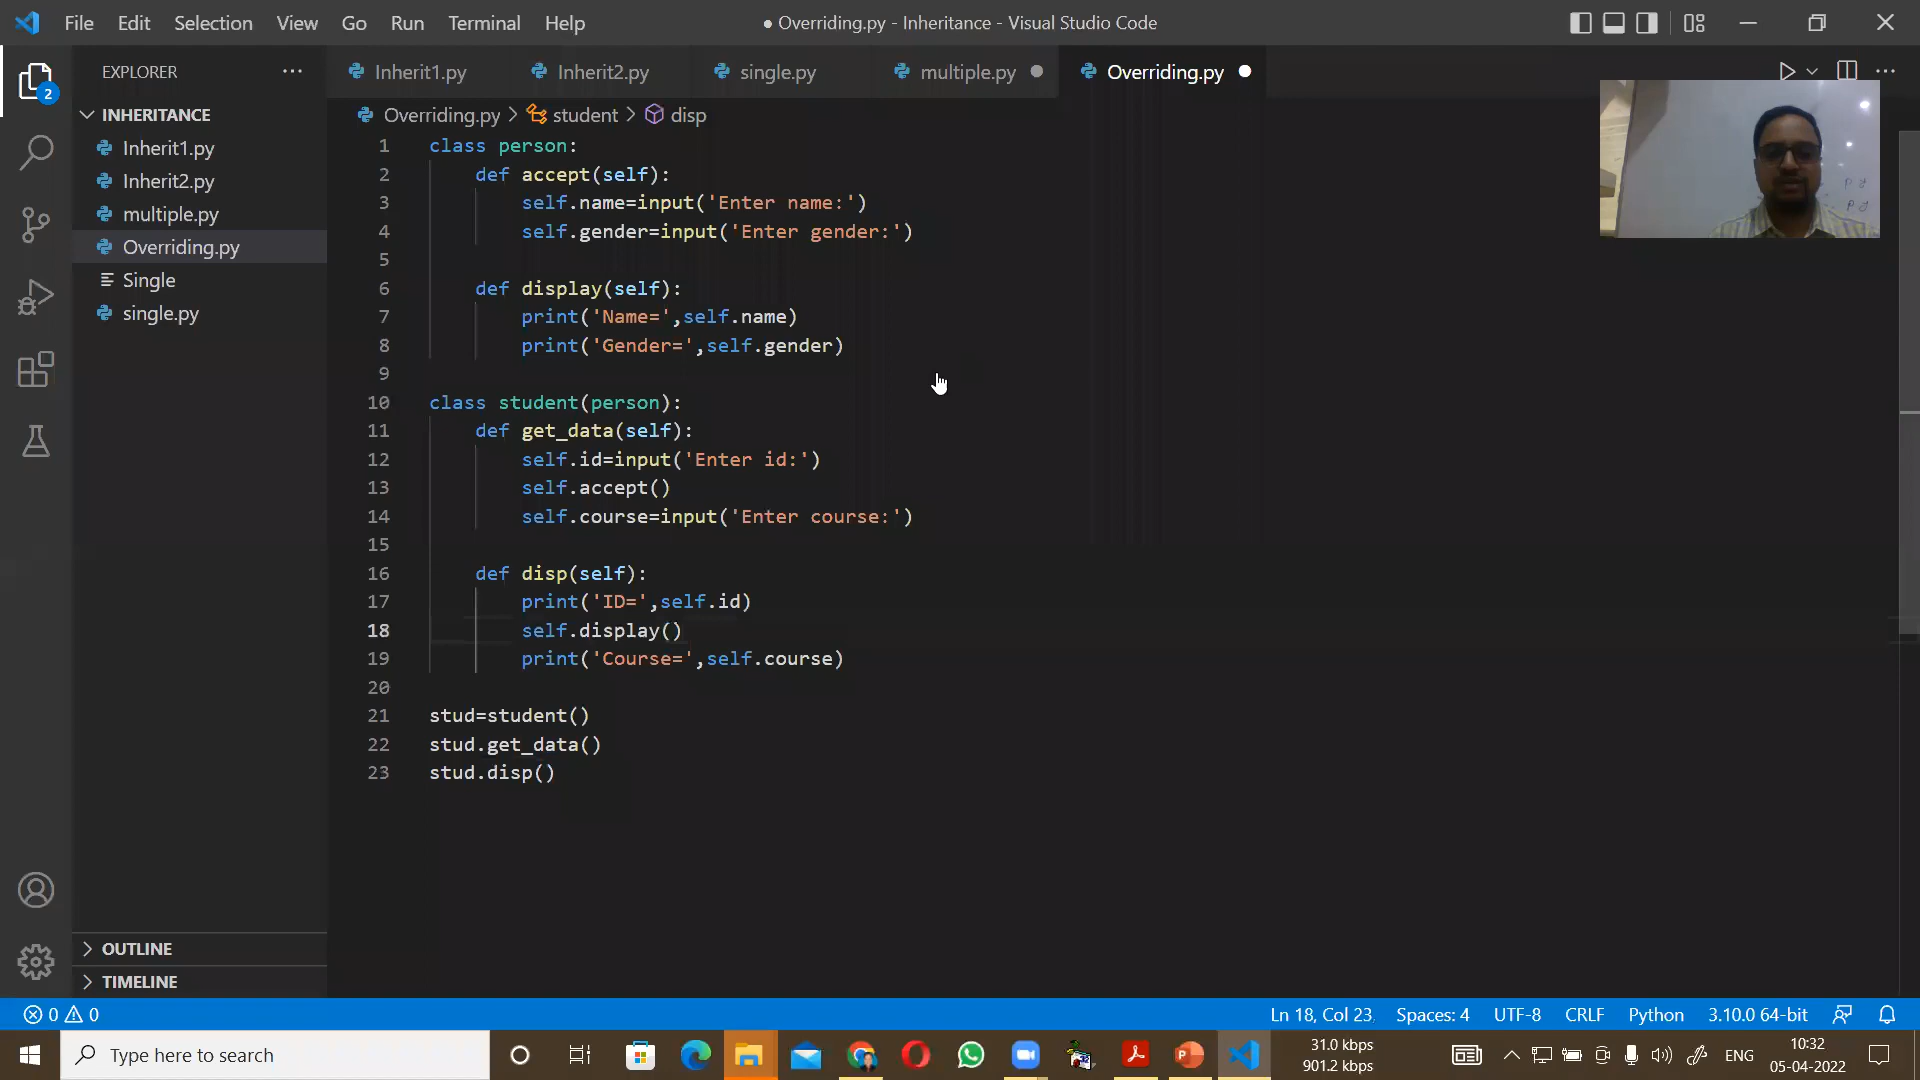 File Edit Selection View Go Run Terminal Help
● Overriding.py - Inheritance - Visual Studio Code
EXPLORER
Inherit1.py Inherit2.py single.py multiple.py Overriding.py
Overriding.py > student > disp
INHERITANCE
Inherit1.py
Inherit2.py
multiple.py
Overriding.py
Single
single.py
OUTLINE
TIMELINE
1 class person:
2 def accept(self):
3 self.name=input('Enter name:')
4 self.gender=input('Enter gender:')
5
6 def display(self):
7 print('Name=',self.name)
8 print('Gender=',self.gender)
9
10 class student(person):
11 def get_data(self):
12 self.id=input('Enter id:')
13 self.accept()
14 self.course=input('Enter course:')
15
16 def disp(self):
17 print('ID=',self.id)
18 self.display()
19 print('Course=',self.course)
20
21 stud=student()
22 stud.get_data()
23 stud.disp()
2
0 0
Ln 18, Col 23 Spaces: 4 UTF-8 CRLF Python 3.10.0 64-bit
Type here to search
31.0 kbps
901.2 kbps
ENG
10:32
05-04-2022